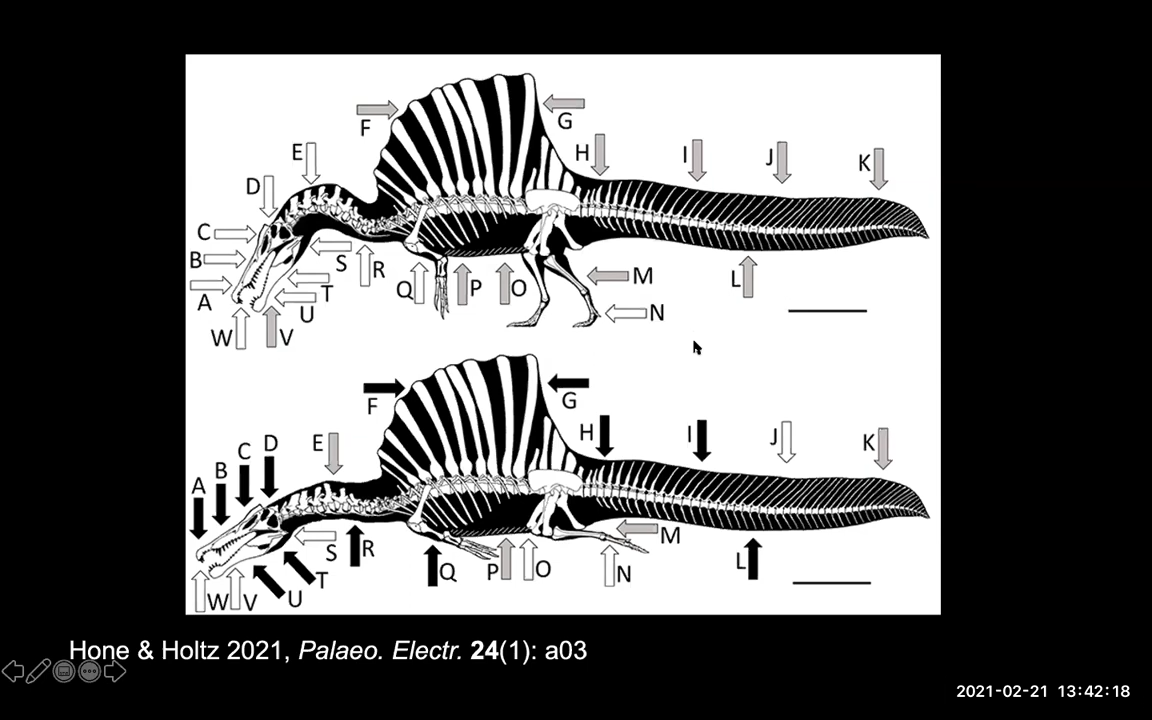 F
G
E
H
I
J
K
D
C
B
A
S
R
Q
P
O
M
L
T
U
N
W
V
F
G
H
I
J
K
E
D
C
B
A
S
R
Q
P
O
M
N
L
T
U
W
V
Hone & Holtz 2021, Palaeo. Electr. 24(1): a03
2021-02-21 13:42:18